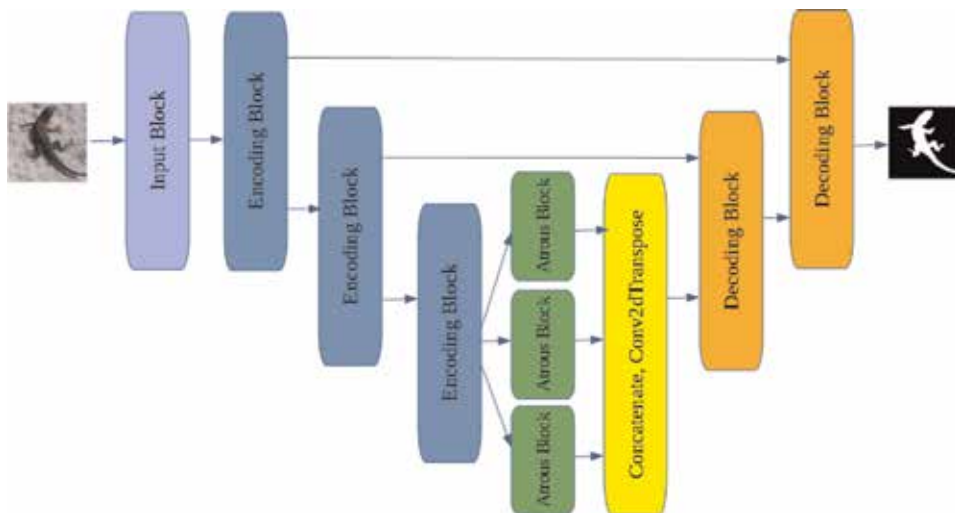 Input Block
Encoding Block
Encoding Block
Encoding Block
Atrous Block
Atrous Block
Atrous Block
Concatenate, Conv2dTranspose
Decoding Block
Decoding Block